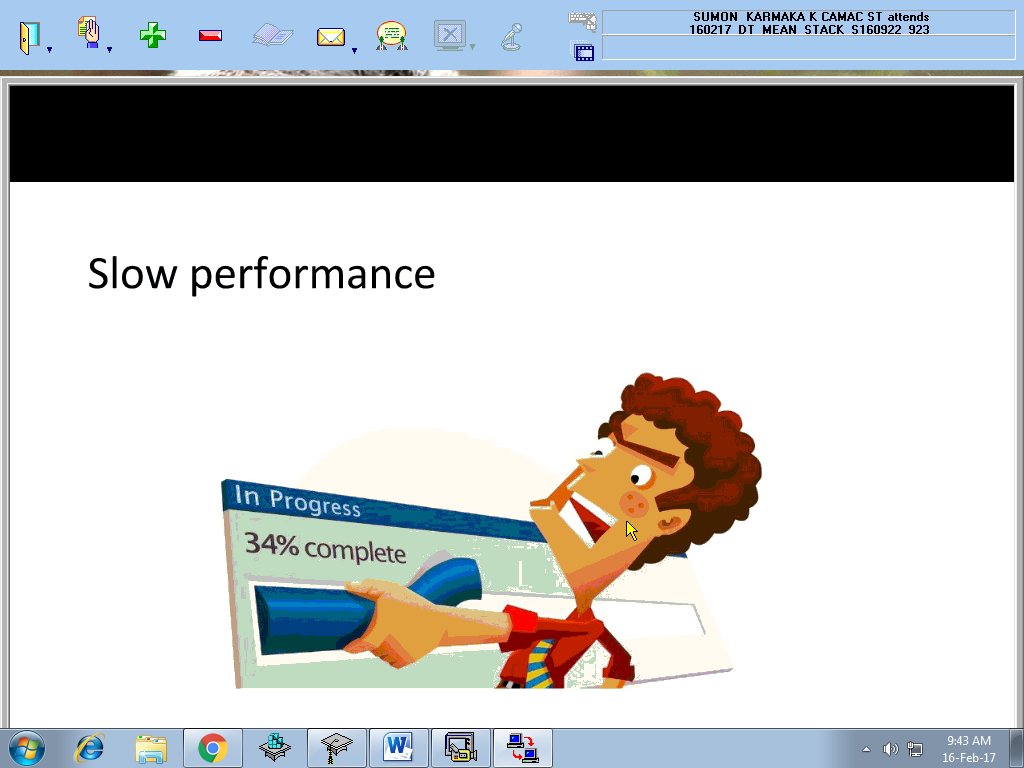 SUMON KARMAKA K CAMAC ST attends
160217 DT MEAN STACK S160922 923
Slow performance
In Progress
34% complete
9:43 AM
16-Feb-17